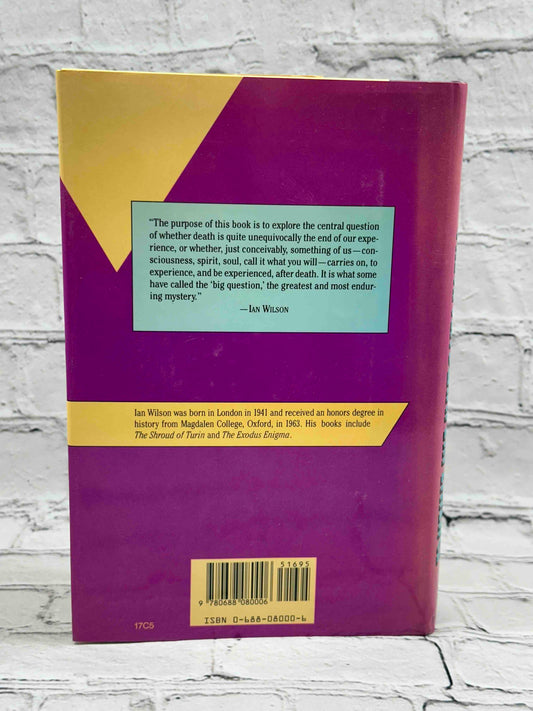 “The purpose of this book is to explore the central question
of whether death is quite unequivocally the end of our expe-
rience, or whether, just conceivably, something of us—con-
sciousness, spirit, soul, call it what you will—carries on, to
experience, and be experienced, after death. It is what some
have called the ‘big question,’ the greatest and most endur-
ing mystery.”
—IAN WILSON
Ian Wilson was born in London in 1941 and received an honors degree in
history from Magdalen College, Oxford, in 1963. His books include
The Shroud of Turin and The Exodus Enigma.
51695
9 780688 080006
ISBN 0-688-08000-6
17C5